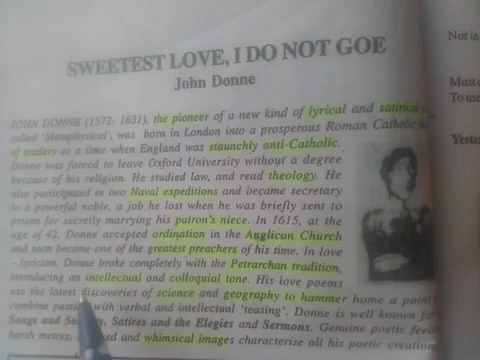 SWEETEST LOVE, I DO NOT GOE
John Donne
JOHN DONNE (1572- 1631), the pioneer of a new kind of lyrical and satirical
called 'Metaphysical', was born in London into a prosperous Roman Catholic
of traders at a time when England was staunchly anti-Catholic.
Donne was forced to leave Oxford University without a degree
because of his religion. He studied law, and read theology. He
also participated in two Naval expeditions and became secretary
to a powerful noble, a job he lost when he was briefly sent to
prison for secretly marrying his patron's niece. In 1615, at the
age of 42, Donne accepted ordination in the Anglican Church
and soon became one of the greatest preachers of his time. In love
- lyricism, Donne broke completely with the Petrarchan tradition,
introducing an intellectual and colloquial tone. His love poems
use the latest discoveries of science and geography to hammer home a point
combine with verbal and intellectual 'teasing'. Donne is well known for
Songs and Satires and the Elegies and Sermons. Genuine poetic
harsh and whimsical images characterise all his poetic
Nor in
Must
To use
Yester